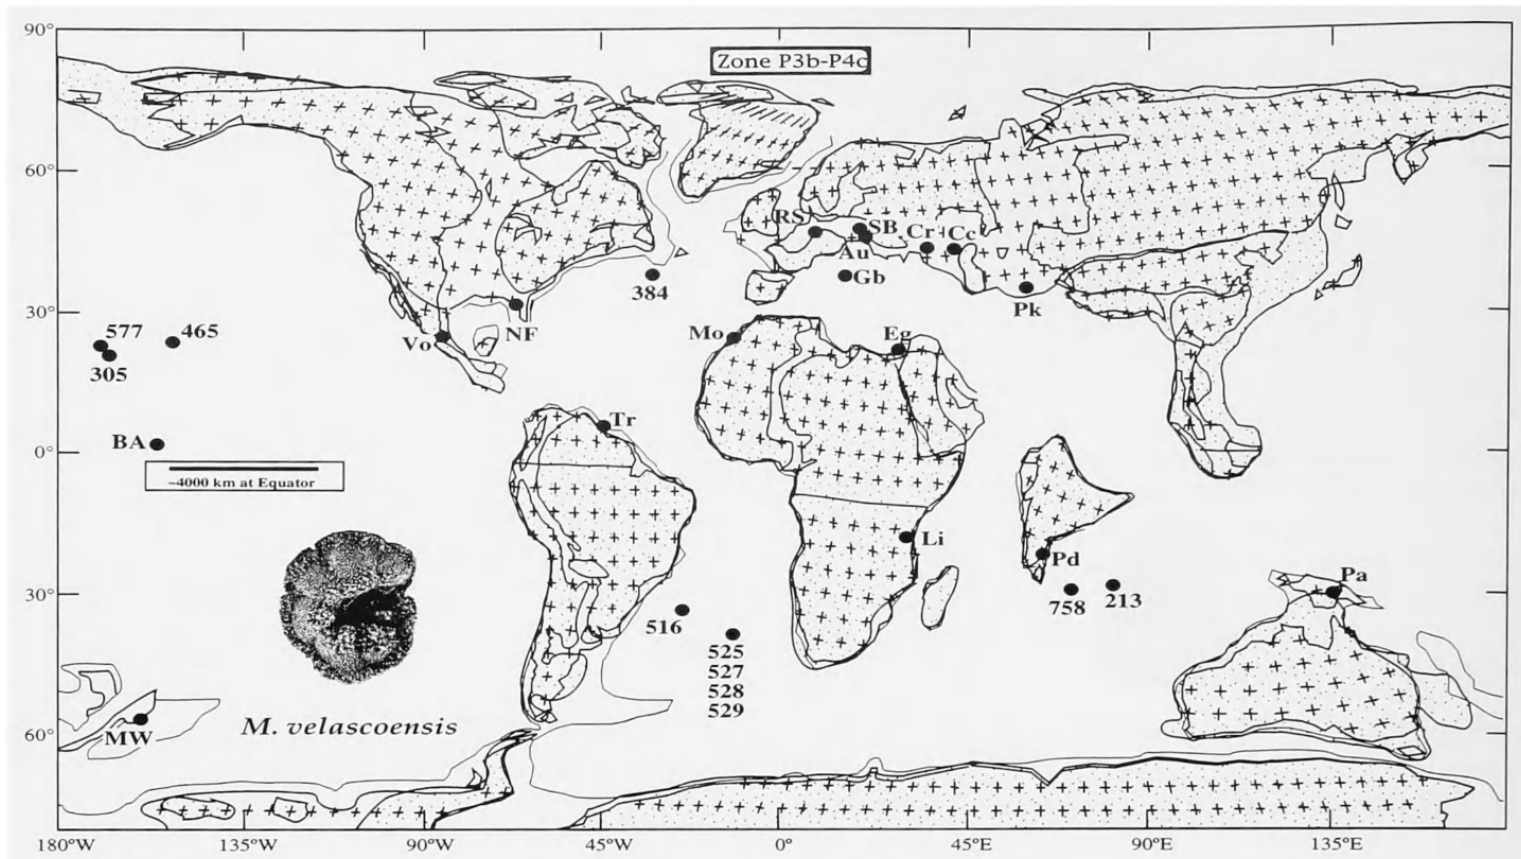 90°
Zone P3b-P4c
60°
RS
SB
Cr
Cc
Au
Gb
384
Pk
30°
577
465
305
Vo
NF
Mo
Eg
BA
Tr
0°
~4000 km at Equator
Li
Pd
Pa
30°
758
213
516
525
527
528
529
M. velascoensis
MW
60°
180°W
135°W
90°W
45°W
0°
45°E
90°E
135°E